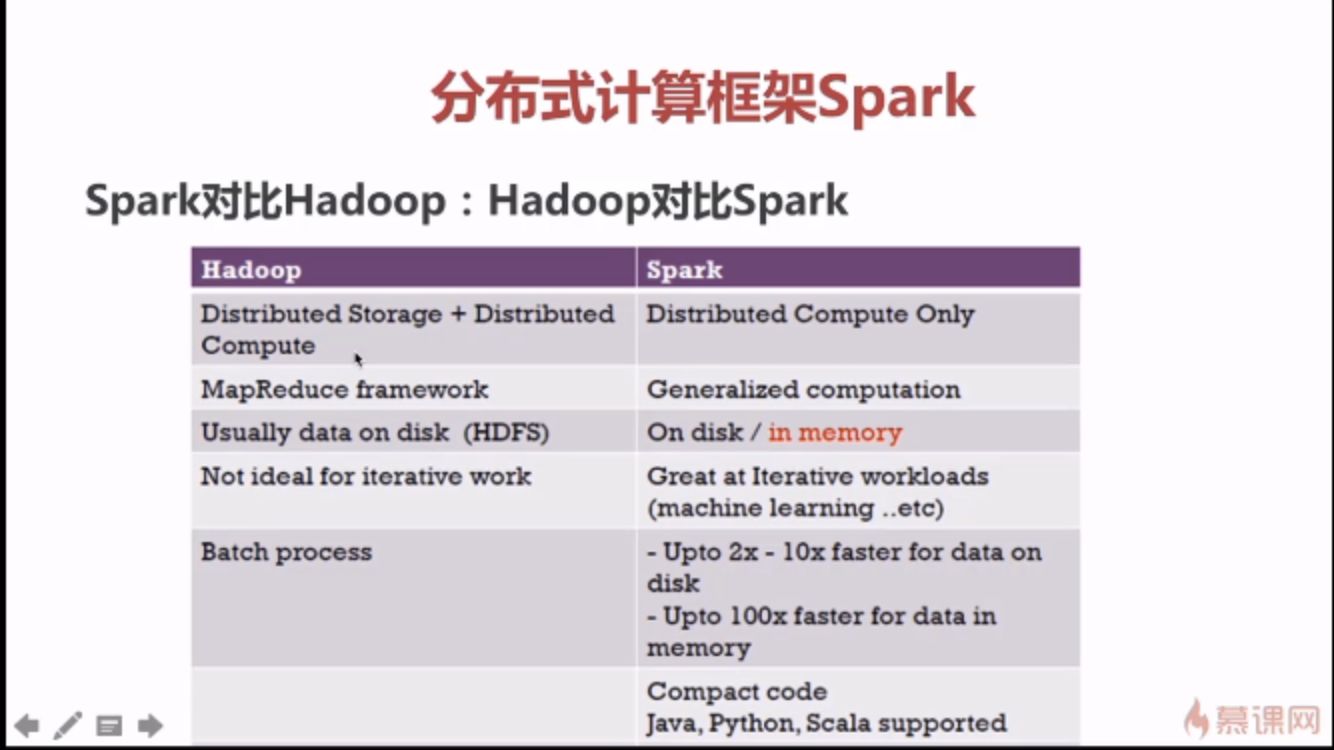 分布式计算框架Spark
Spark对比Hadoop：Hadoop对比Spark
Hadoop
Spark
Distributed Storage + Distributed
Compute
Distributed Compute Only
MapReduce framework
Generalized computation
Usually data on disk (HDFS)
On disk / in memory
Not ideal for iterative work
Great at Iterative workloads
(machine learning ..etc)
Batch process
- Upto 2x - 10x faster for data on
disk
- Upto 100x faster for data in
memory
Compact code
Java, Python, Scala supported
慕课网